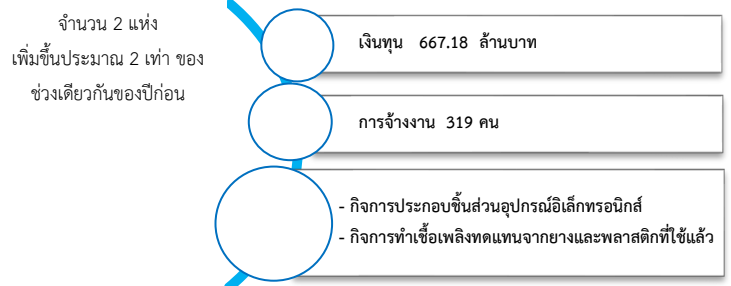 จำนวน 2 แห่ง
เพิ่มขึ้นประมาณ 2 เท่า ของ
ช่วงเดียวกันของปีก่อน
เงินทุน 667.18 ล้านบาท
การจ้างงาน 319 คน
- กิจการประกอบชิ้นส่วนอุปกรณ์อิเล็กทรอนิกส์
- กิจการทำเชื้อเพลิงทดแทนจากยางและพลาสติกที่ใช้แล้ว